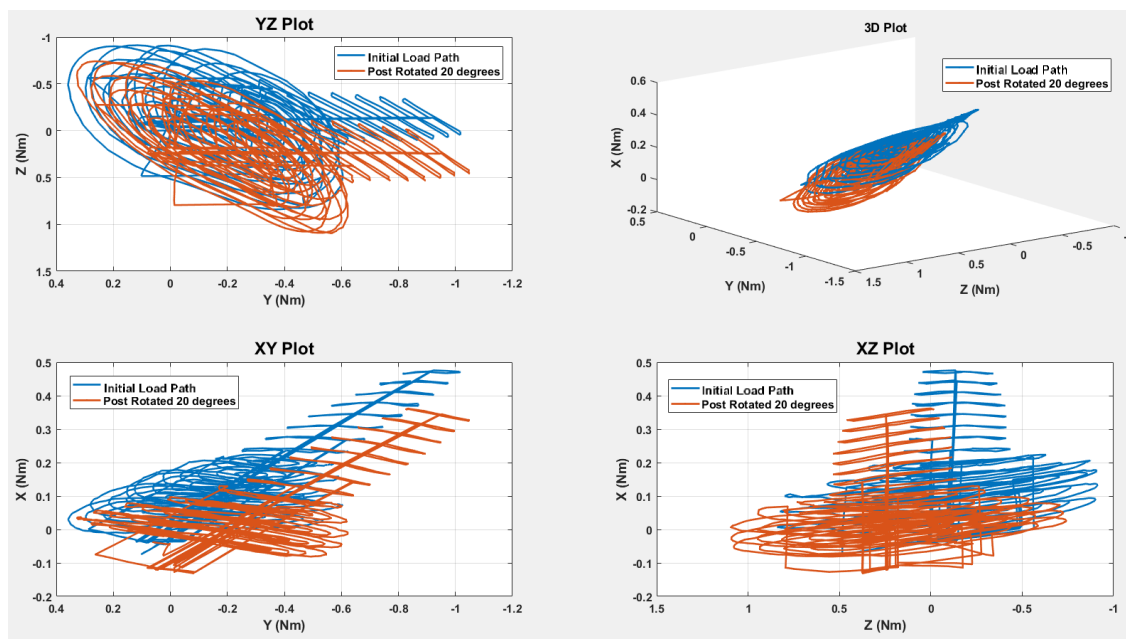 YZ Plot
-1
-0.5
0
0.5
1
1.5
Z (Nm)
Initial Load Path
Post Rotated 20 degrees
0.4 0.2 0 -0.2 -0.4 -0.6 -0.8 -1 -1.2
Y (Nm)
3D Plot
Initial Load Path
Post Rotated 20 degrees
0.6
0.4
0.2
0
-0.2
X (Nm)
0.5 0 -0.5 -1 -1.5
Y (Nm)
1.5 1 0.5 0 -0.5
Z (Nm)
XY Plot
0.5
0.4
0.3
0.2
0.1
0
-0.1
-0.2
X (Nm)
Initial Load Path
Post Rotated 20 degrees
0.4 0.2 0 -0.2 -0.4 -0.6 -0.8 -1 -1.2
Y (Nm)
XZ Plot
0.5
0.4
0.3
0.2
0.1
0
-0.1
-0.2
X (Nm)
Initial Load Path
Post Rotated 20 degrees
1.5 1 0.5 0 -0.5 -1
Z (Nm)